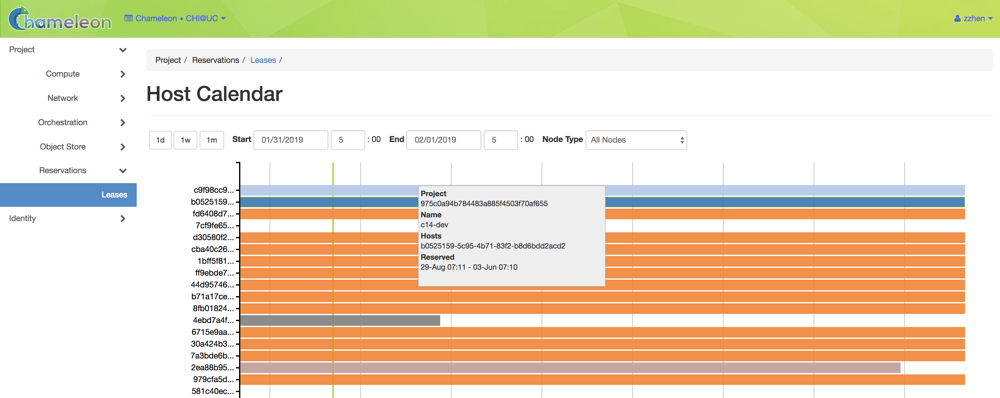 Chameleon
Chameleon • CHI@UC
zzhen
Project
Compute
Network
Orchestration
Object Store
Reservations
Leases
Identity
Project / Reservations / Leases /
Host Calendar
1d 1w 1m Start 01/31/2019 5 : 00 End 02/01/2019 5 : 00 Node Type All Nodes
c9f98cc9...
b0525159...
fd6408d7...
7cf9fe65...
d30580f2...
cba40c26...
1bff5f81...
ff9ebde7...
44d95746...
b71a17ce...
8fb01824...
4ebd7a4f...
6715e9aa...
30a424b3...
7a3bde6b...
2ea88b95...
979cfa5d...
581c40ec...
Project
975c0a94b784483a885f4503f70af655
Name
c14-dev
Hosts
b0525159-5c95-4b71-83f2-b8d6bdd2acd2
Reserved
29-Aug 07:11 - 03-Jun 07:10